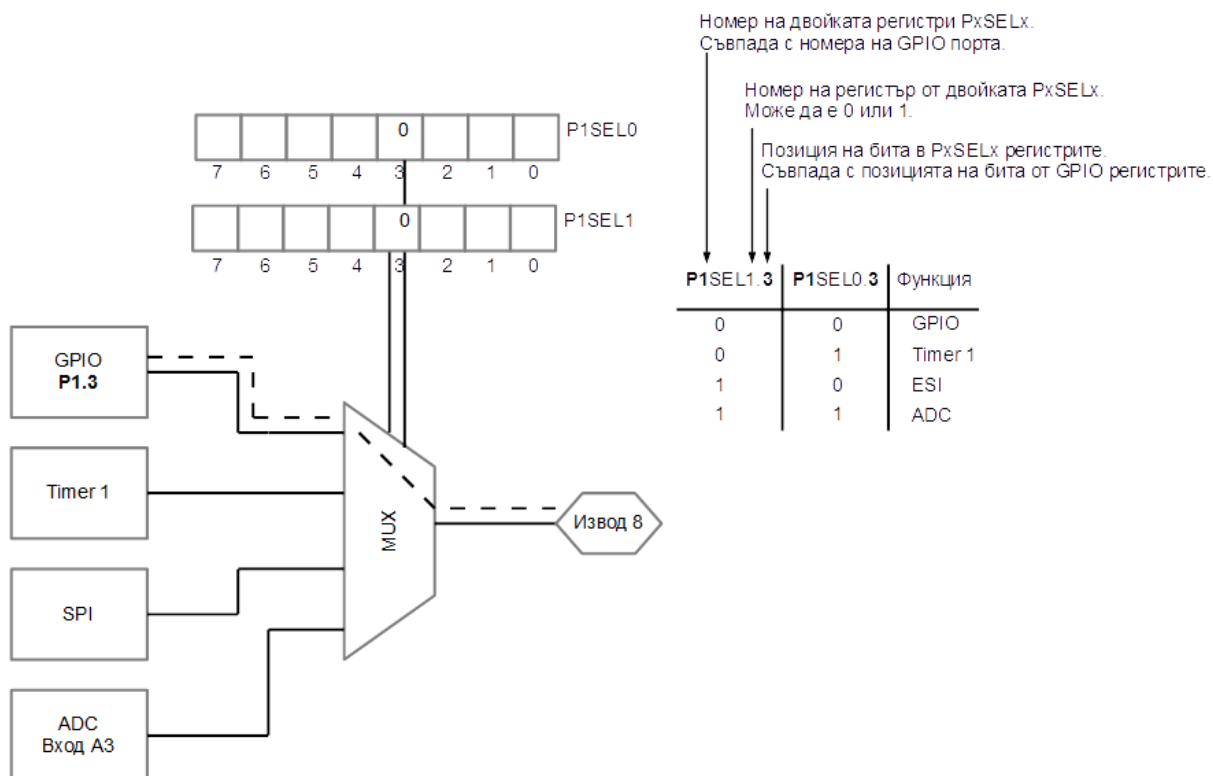 Номер на двойката регистри PxSELx.
Съвпада с номера на GPIO порта.
Номер на регистър от двойката PxSELx.
Може да е 0 или 1.
Позиция на бита в PxSELx регистрите.
Съвпада с позицията на бита от GPIO регистрите.
0
P1SEL0
7 6 5 4 3 2 1 0
0
P1SEL1
7 6 5 4 3 2 1 0
P1SEL1.3 P1SEL0.3 Функция
0 0 GPIO
0 1 Timer 1
1 0 ESI
1 1 ADC
GPIO
P1.3
Timer 1
SPI
ADC
Вход A3
MUX
Извод 8